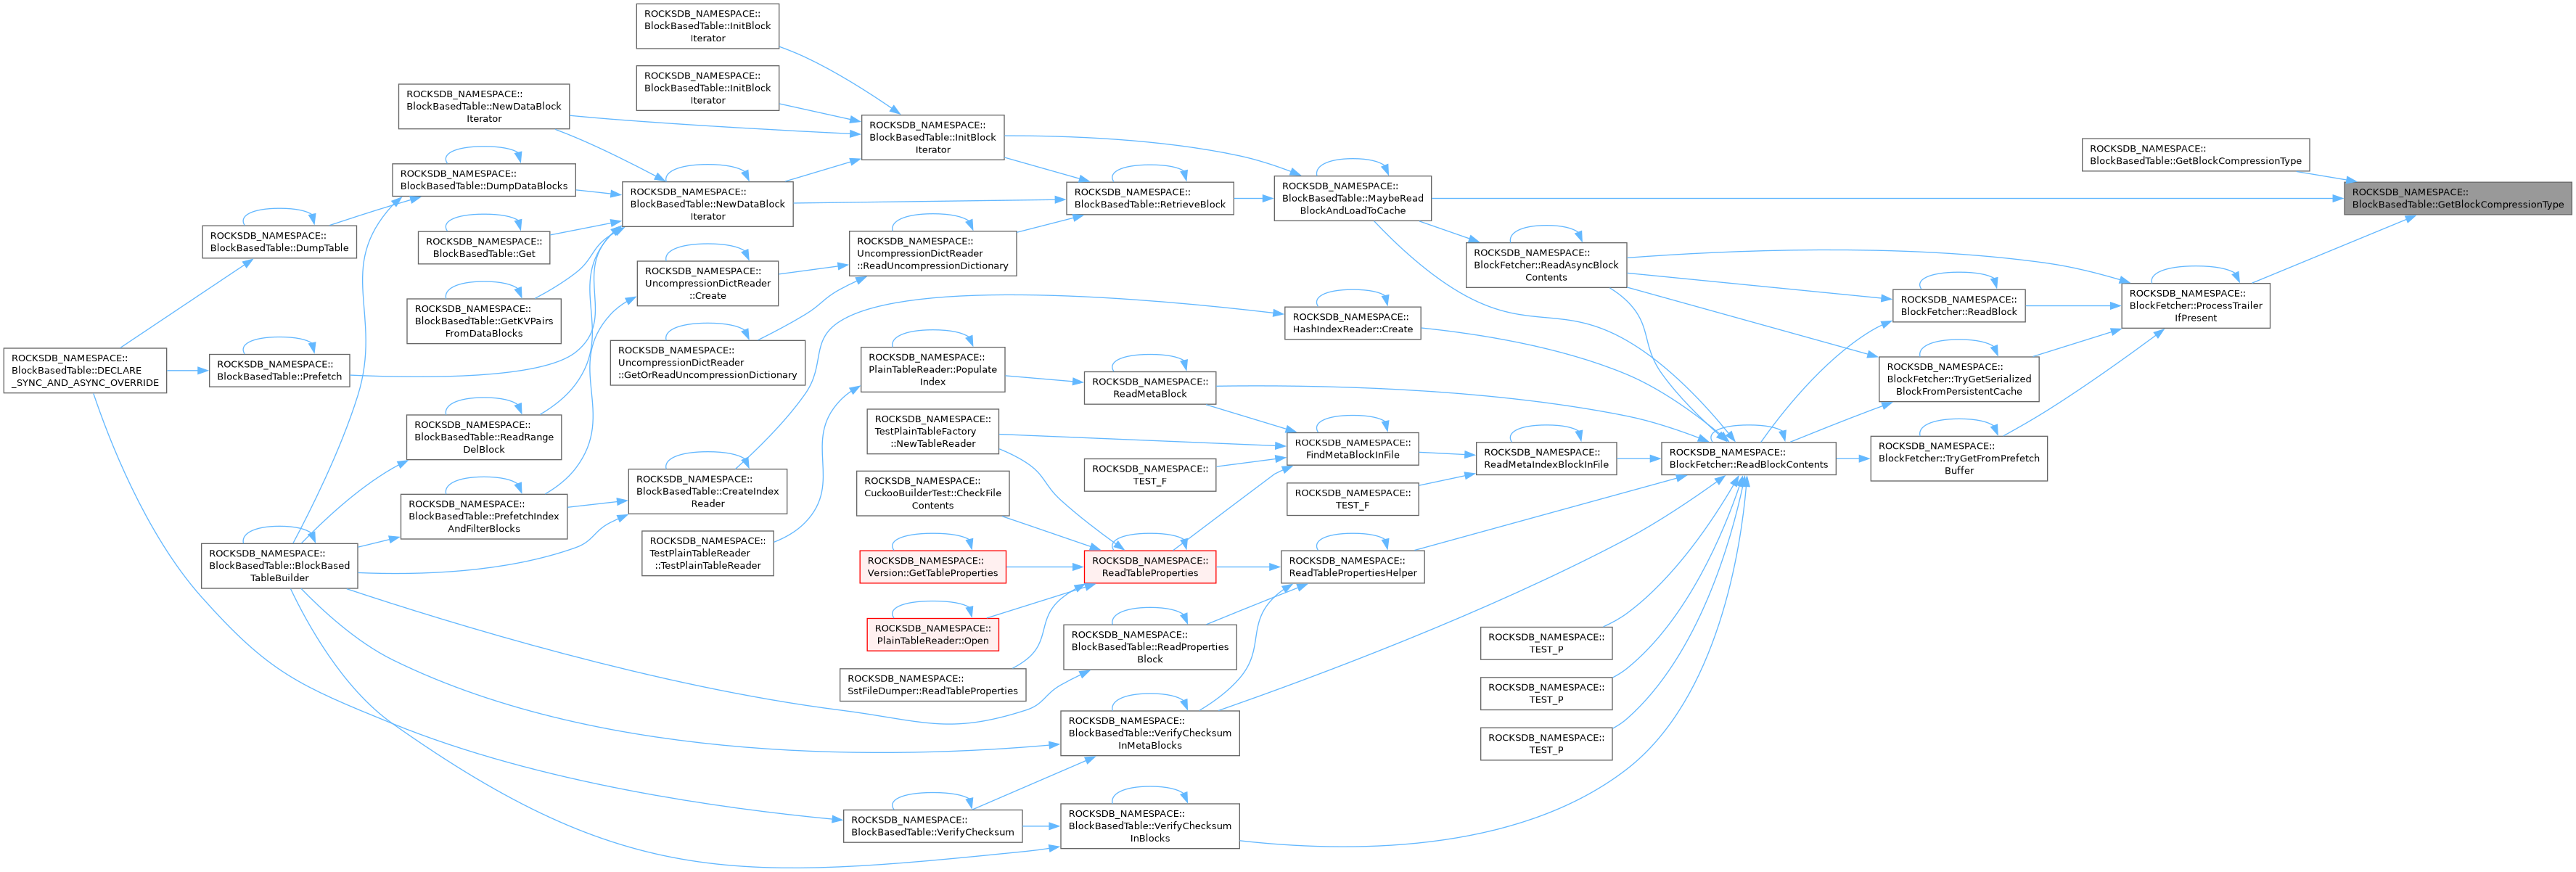 ROCKSDB_NAMESPACE::
BlockBasedTable::InitBlock
Iterator
ROCKSDB_NAMESPACE::
BlockBasedTable::InitBlock
Iterator
ROCKSDB_NAMESPACE::
BlockBasedTable::NewDataBlock
Iterator
ROCKSDB_NAMESPACE::
BlockBasedTable::InitBlock
Iterator
ROCKSDB_NAMESPACE::
BlockBasedTable::GetBlockCompressionType
ROCKSDB_NAMESPACE::
BlockBasedTable::DumpDataBlocks
ROCKSDB_NAMESPACE::
BlockBasedTable::NewDataBlock
Iterator
ROCKSDB_NAMESPACE::
BlockBasedTable::RetrieveBlock
ROCKSDB_NAMESPACE::
BlockBasedTable::MaybeRead
BlockAndLoadToCache
ROCKSDB_NAMESPACE::
BlockBasedTable::GetBlockCompressionType
ROCKSDB_NAMESPACE::
BlockBasedTable::DumpTable
ROCKSDB_NAMESPACE::
BlockBasedTable::Get
ROCKSDB_NAMESPACE::
UncompressionDictReader
::ReadUncompressionDictionary
ROCKSDB_NAMESPACE::
BlockFetcher::ReadAsyncBlock
Contents
ROCKSDB_NAMESPACE::
UncompressionDictReader
::Create
ROCKSDB_NAMESPACE::
BlockFetcher::ReadBlock
ROCKSDB_NAMESPACE::
BlockFetcher::ProcessTrailer
IfPresent
ROCKSDB_NAMESPACE::
BlockBasedTable::GetKVPairs
FromDataBlocks
ROCKSDB_NAMESPACE::
HashIndexReader::Create
ROCKSDB_NAMESPACE::
BlockBasedTable::DECLARE
_SYNC_AND_ASYNC_OVERRIDE
ROCKSDB_NAMESPACE::
BlockBasedTable::Prefetch
ROCKSDB_NAMESPACE::
UncompressionDictReader
::GetOrReadUncompressionDictionary
ROCKSDB_NAMESPACE::
PlainTableReader::Populate
Index
ROCKSDB_NAMESPACE::
ReadMetaBlock
ROCKSDB_NAMESPACE::
BlockFetcher::TryGetSerialized
BlockFromPersistentCache
ROCKSDB_NAMESPACE::
BlockBasedTable::ReadRange
DelBlock
ROCKSDB_NAMESPACE::
TestPlainTableFactory
::NewTableReader
ROCKSDB_NAMESPACE::
FindMetaBlockInFile
ROCKSDB_NAMESPACE::
ReadMetaIndexBlockInFile
ROCKSDB_NAMESPACE::
BlockFetcher::ReadBlockContents
ROCKSDB_NAMESPACE::
BlockFetcher::TryGetFromPrefetch
Buffer
ROCKSDB_NAMESPACE::
TEST_F
ROCKSDB_NAMESPACE::
BlockBasedTable::CreateIndex
Reader
ROCKSDB_NAMESPACE::
CuckooBuilderTest::CheckFile
Contents
ROCKSDB_NAMESPACE::
TEST_F
ROCKSDB_NAMESPACE::
BlockBasedTable::PrefetchIndex
AndFilterBlocks
ROCKSDB_NAMESPACE::
TestPlainTableReader
::TestPlainTableReader
ROCKSDB_NAMESPACE::
BlockBasedTable::BlockBased
TableBuilder
ROCKSDB_NAMESPACE::
Version::GetTableProperties
ROCKSDB_NAMESPACE::
ReadTableProperties
ROCKSDB_NAMESPACE::
ReadTablePropertiesHelper
ROCKSDB_NAMESPACE::
PlainTableReader::Open
ROCKSDB_NAMESPACE::
BlockBasedTable::ReadProperties
Block
ROCKSDB_NAMESPACE::
TEST_P
ROCKSDB_NAMESPACE::
SstFileDumper::ReadTableProperties
ROCKSDB_NAMESPACE::
TEST_P
ROCKSDB_NAMESPACE::
BlockBasedTable::VerifyChecksum
InMetaBlocks
ROCKSDB_NAMESPACE::
TEST_P
ROCKSDB_NAMESPACE::
BlockBasedTable::VerifyChecksum
ROCKSDB_NAMESPACE::
BlockBasedTable::VerifyChecksum
InBlocks